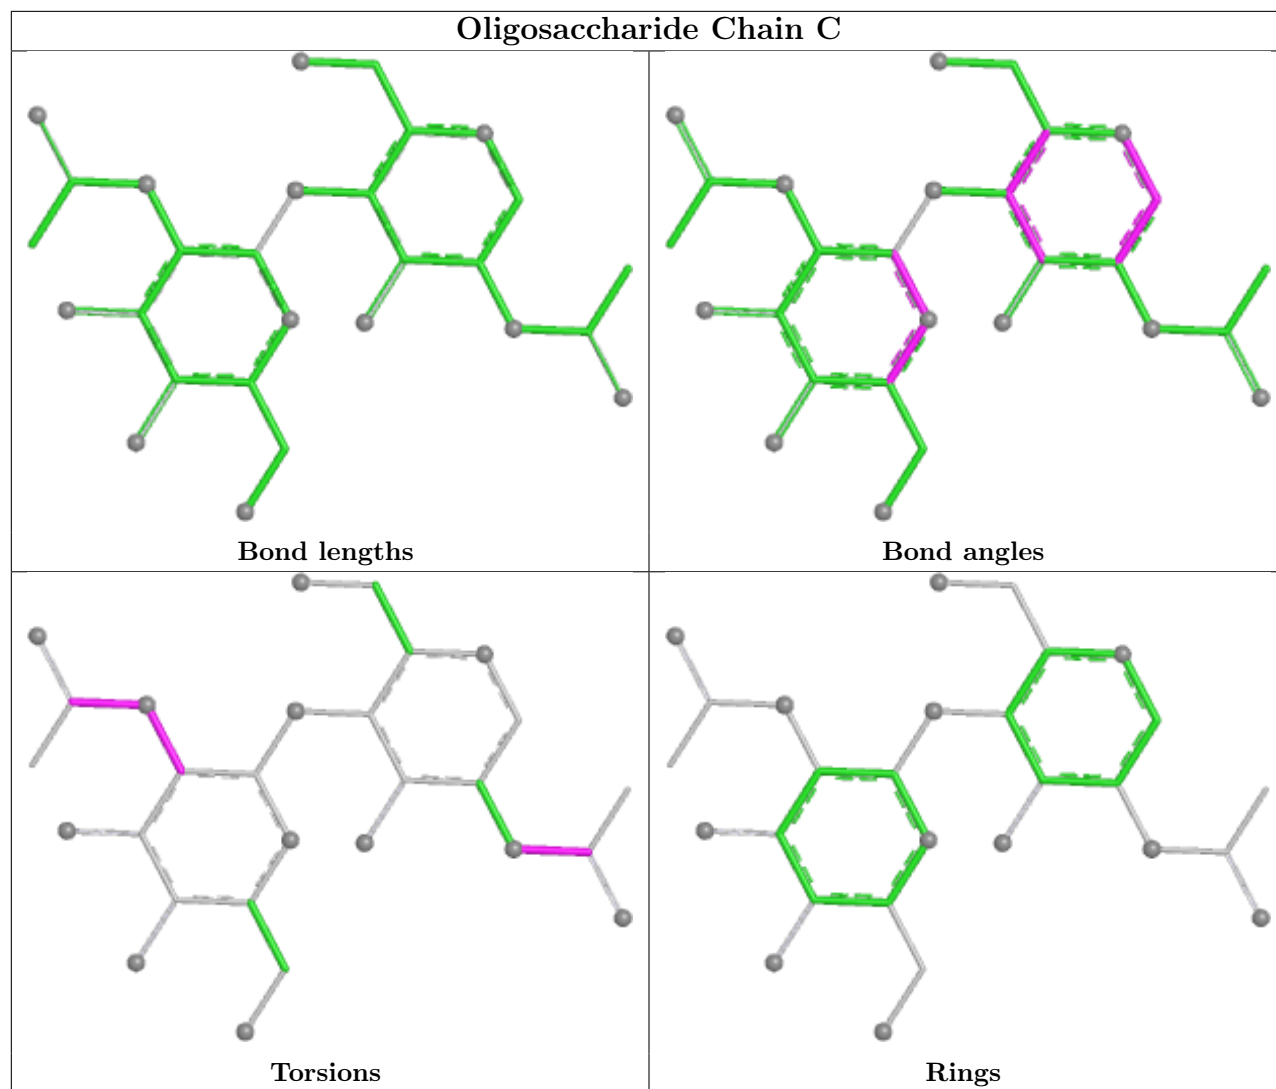 Oligosaccharide Chain C
Bond lengths
Bond angles
Torsions
Rings